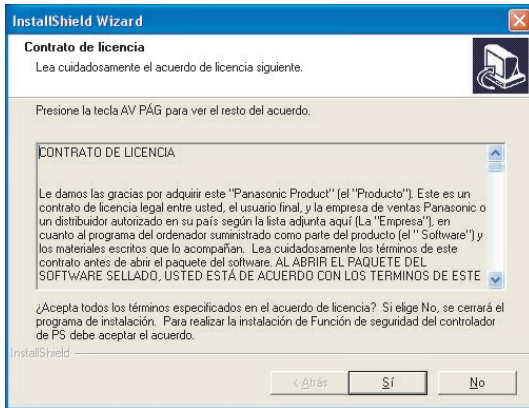 InstallShield Wizard
Contrato de licencia
Lea cuidadosamente el acuerdo de licencia siguiente.
Presione la tecla AV PÁG para ver el resto del acuerdo.
CONTRATO DE LICENCIA
Le damos las gracias por adquirir este "Panasonic Product" (el "Producto"). Este es un
contrato de licencia legal entre usted, el usuario final, y la empresa de ventas Panasonic o
un distribuidor autorizado en su país según la lista adjunta aquí (La "Empresa"), en
cuanto al programa del ordenador suministrado como parte del producto (el " Software") y
los materiales escritos que lo acompañan.  Lea cuidadosamente los términos de este
contrato antes de abrir el paquete del software. AL ABRIR EL PAQUETE DEL
SOFTWARE SELLADO, USTED ESTÁ DE ACUERDO CON LOS TERMINOS DE ESTE
¿Acepta todos los términos especificados en el acuerdo de licencia?  Si elige No, se cerrará el
programa de instalación.  Para realizar la instalación de Función de seguridad del controlador
de PS debe aceptar el acuerdo.
InstallShield
< Atrás Sí No